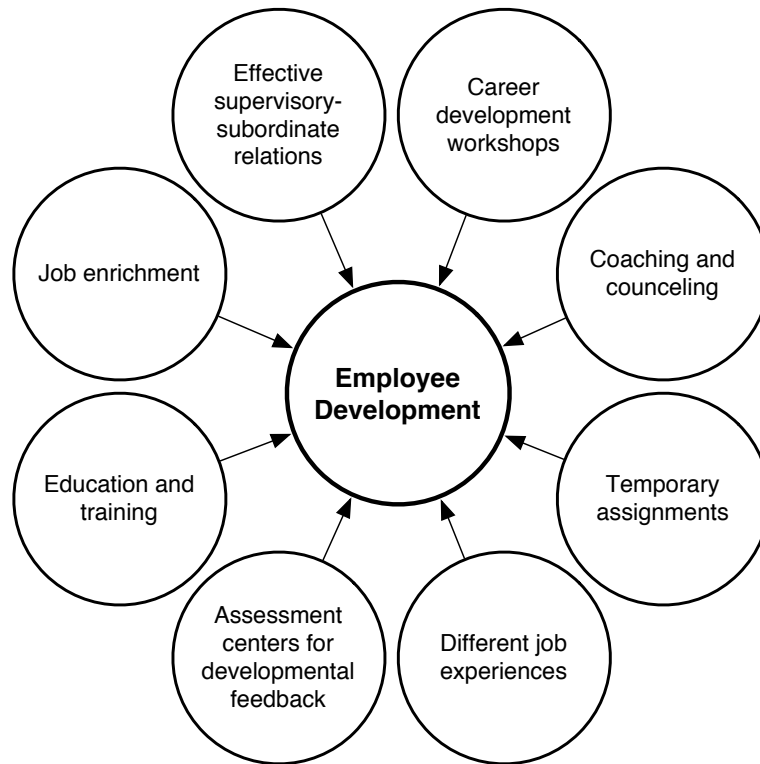 Effective
supervisory-
subordinate
relations
Career
development
workshops
Job enrichment
Coaching and
counceling
Employee
Development
Education and
training
Temporary
assignments
Assessment
centers for
developmental
feedback
Different job
experiences